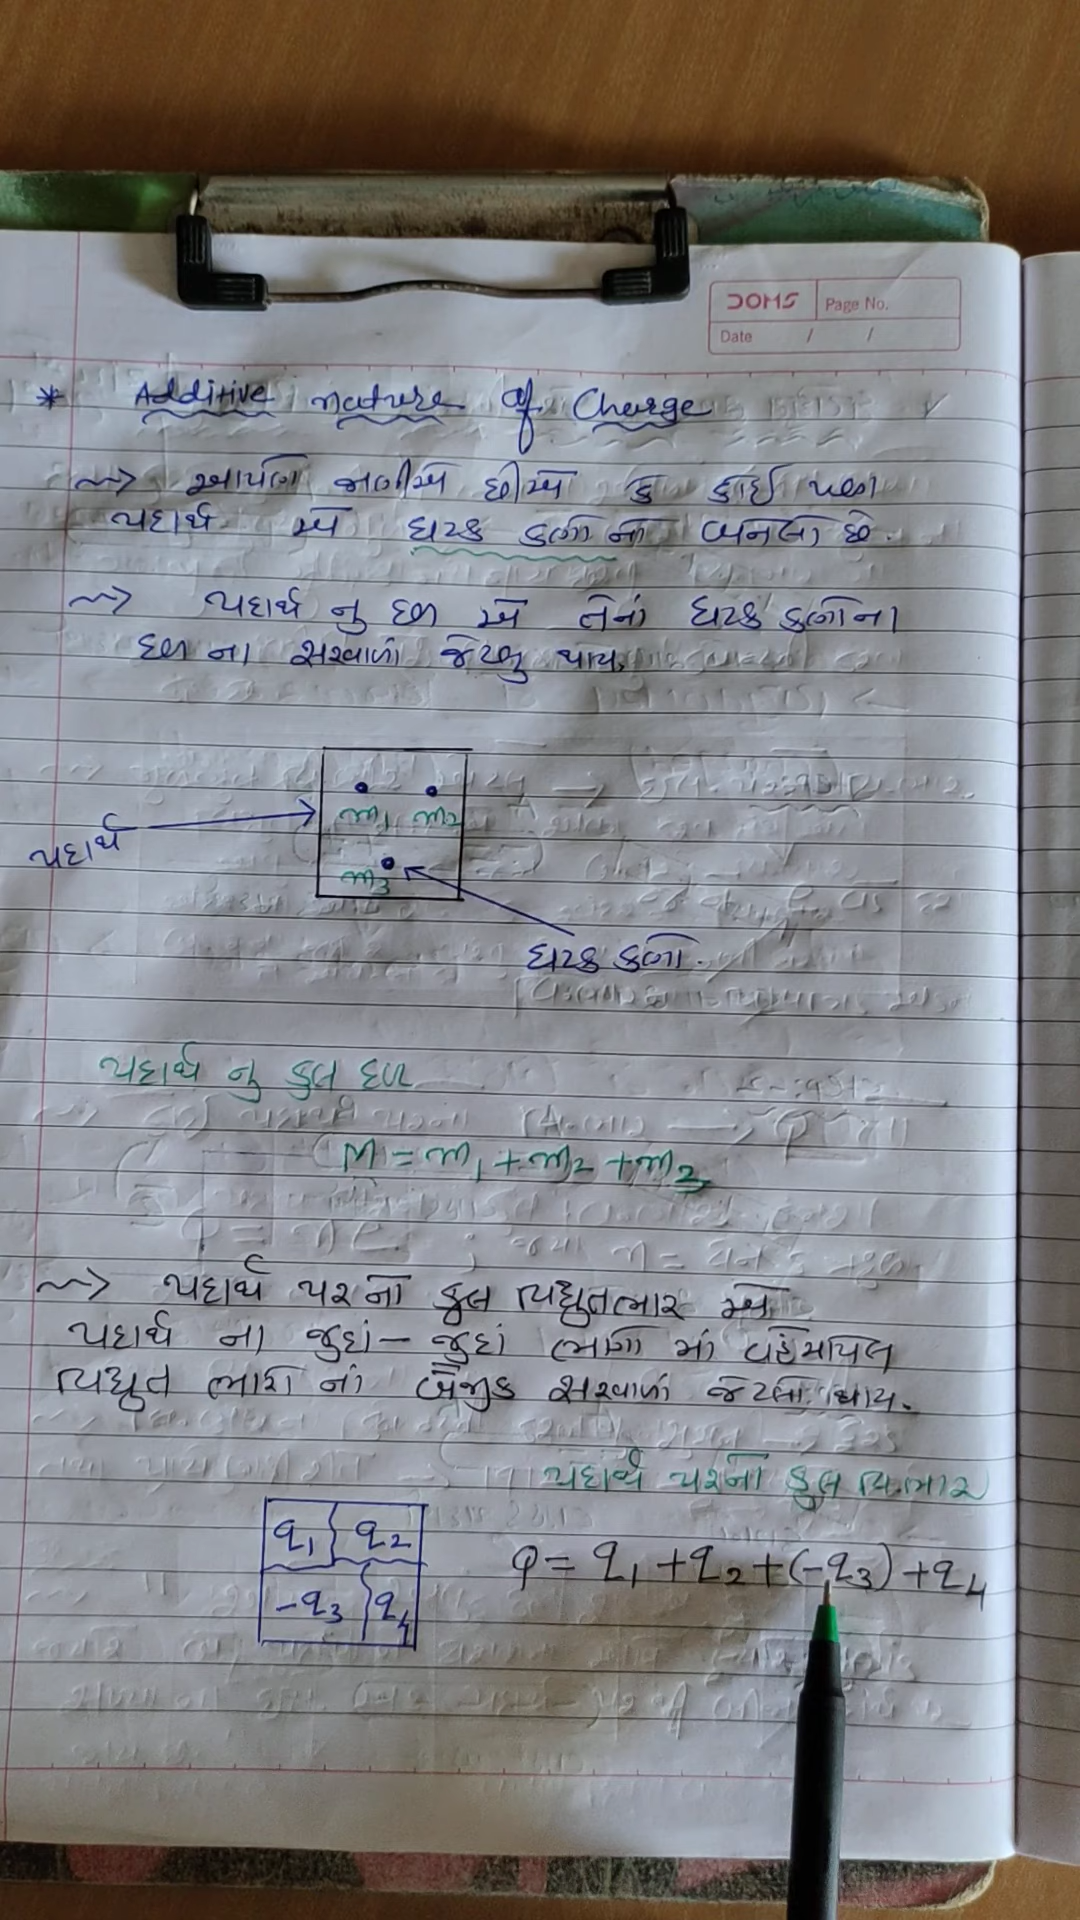 DOMS
Page No.
Date / /
* Additive nature of Charge
~~> આપણે જાણીએ છીએ કે કોઈ પણ
પદાર્થ એ ઘટક કણોનો બનેલો છે.
~~> પદાર્થ નુ દળ એ તેનાં ઘટક કણોના
દળ ના સરવાળો જેટલુ થાય.
m1 m2
પદાર્થ
m3
ઘટક કણો.
પદાર્થ નુ કુલ દળ
M = m1 + m2 + m3
~~> પદાર્થ પરનો કુલ વિદ્યુતભાર એ
પદાર્થ ના જુદાં - જુદાં ભાગો માં વહેંચાયેલ
વિદ્યુત ભારો નાં બૈજીક સરવાળો જેટલો થાય.
પદાર્થ પરનો કુલ વિ.ભાર
q1 q2
Q = q1 + q2 + (-q3) + q4
-q3 q4